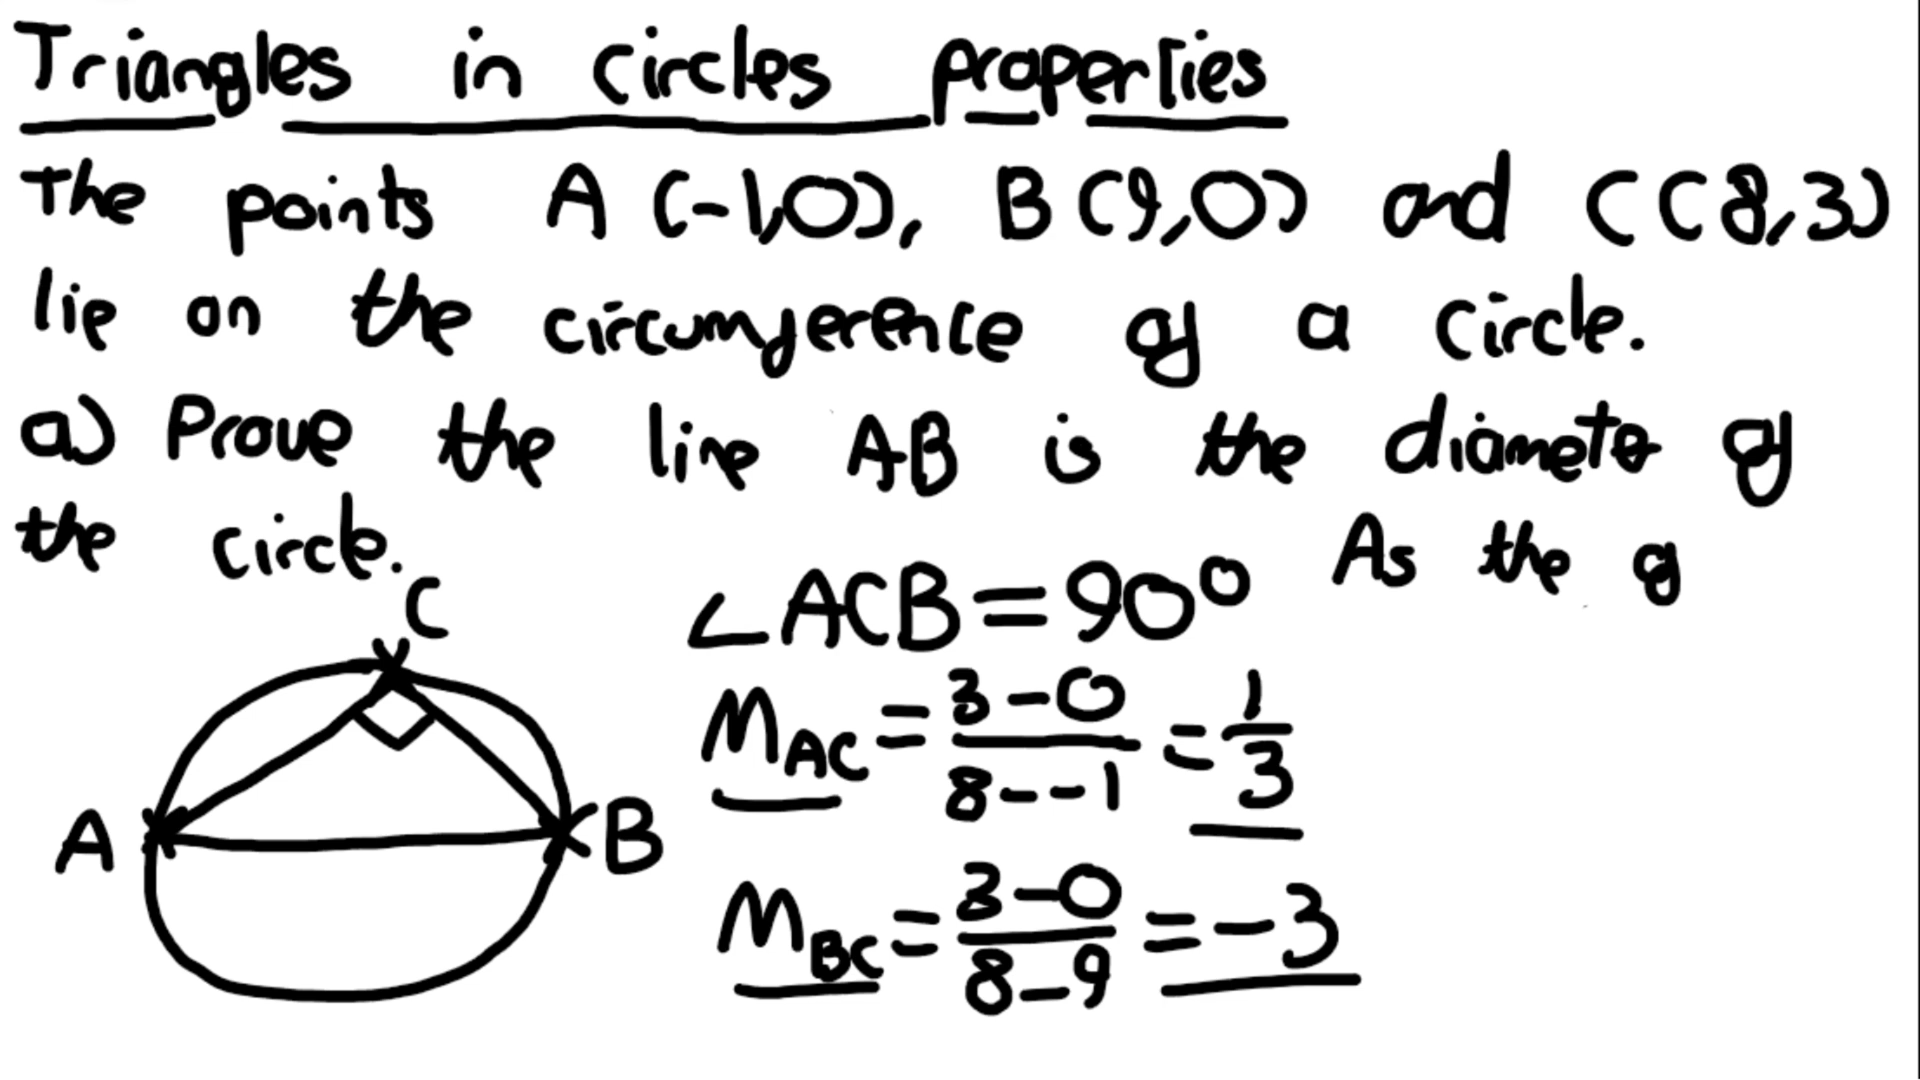 Triangles in circles properties
The points A (-1,0), B (9,0) and C (8,3)
lie on the circumference of a circle.
a) Prove the line AB is the diameter of
the circle.
As the g
C
∠ACB = 90°
M_AC = (3-0)/(8--1) = 1/3
A
B
M_BC = (3-0)/(8-9) = -3